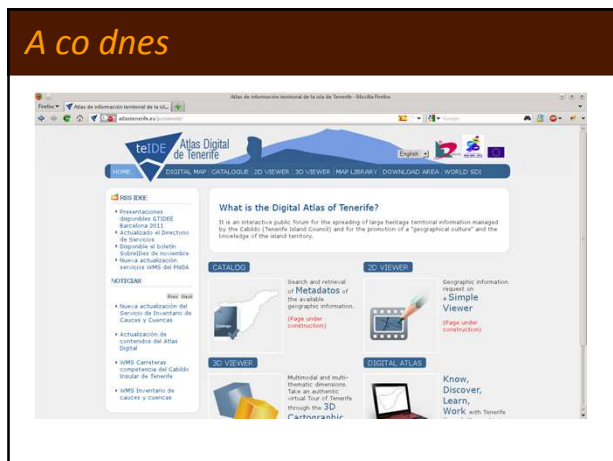 A co dnes
Atlas de información territorial de la isla de Tenerife - Mozilla Firefox
Firefox
Atlas de información territorial de la isl...
atlastenerife.es/portalweb/
Google
teIDE
Atlas Digital
de Tenerife
English
HOME
DIGITAL MAP CATALOGUE 2D VIEWER 3D VIEWER MAP LIBRARY DOWNLOAD AREA WORLD SDI
RSS IDEE
Presentaciones
disponibles GTIDEE
Barcelona 2011
Actualizado el Directorio
de Servicios
Disponible el boletín
SobreIDEs de noviembre
Nueva actualización
servicios WMS del PNOA
NOTICIAS
Prev Next
Nueva actualización del
Servicio de Inventario de
Cauces y Cuencas
Actualización de
contenidos del Atlas
Digital
WMS Carreteras
competencia del Cabildo
Insular de Tenerife
WMS Inventario de
cauces y cuencas
What is the Digital Atlas of Tenerife?
It is an interactive public forum for the spreading of large heritage territorial information managed
by the Cabildo (Tenerife Island Council) and for the promotion of a "geographical culture" and the
knowledge of the island territory.
CATALOG
Search and retrieval
of Metadatos of
the available
geographic information.
(Page under
construction)
2D VIEWER
Geographic information
request on
a Simple
Viewer
(Page under
construction)
3D VIEWER
Multimodal and multi-
thematic dimensions.
Take an authentic
virtual Tour of Tenerife
through the 3D
Cartographic
DIGITAL ATLAS
Know,
Discover,
Learn,
Work with Tenerife